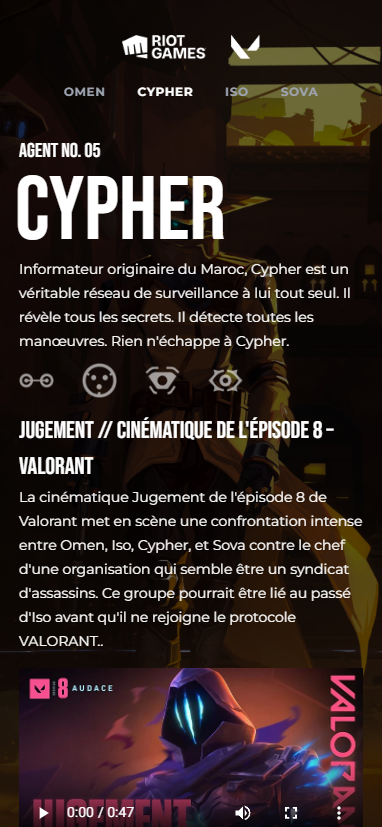 RIOT
GAMES
OMEN CYPHER ISO SOVA
AGENT NO. 05
CYPHER
Informateur originaire du Maroc, Cypher est un
véritable réseau de surveillance à lui tout seul. Il
révèle tous les secrets. Il détecte toutes les
manœuvres. Rien n'échappe à Cypher.
JUGEMENT // CINÉMATIQUE DE L'ÉPISODE 8 –
VALORANT
La cinématique Jugement de l'épisode 8 de
Valorant met en scène une confrontation intense
entre Omen, Iso, Cypher, et Sova contre le chef
d'une organisation qui semble être un syndicat
d'assassins. Ce groupe pourrait être lié au passé
d'Iso avant qu'il ne rejoigne le protocole
VALORANT..
8 AUDACE
VALORA
JUGEMENT
0:00 / 0:47